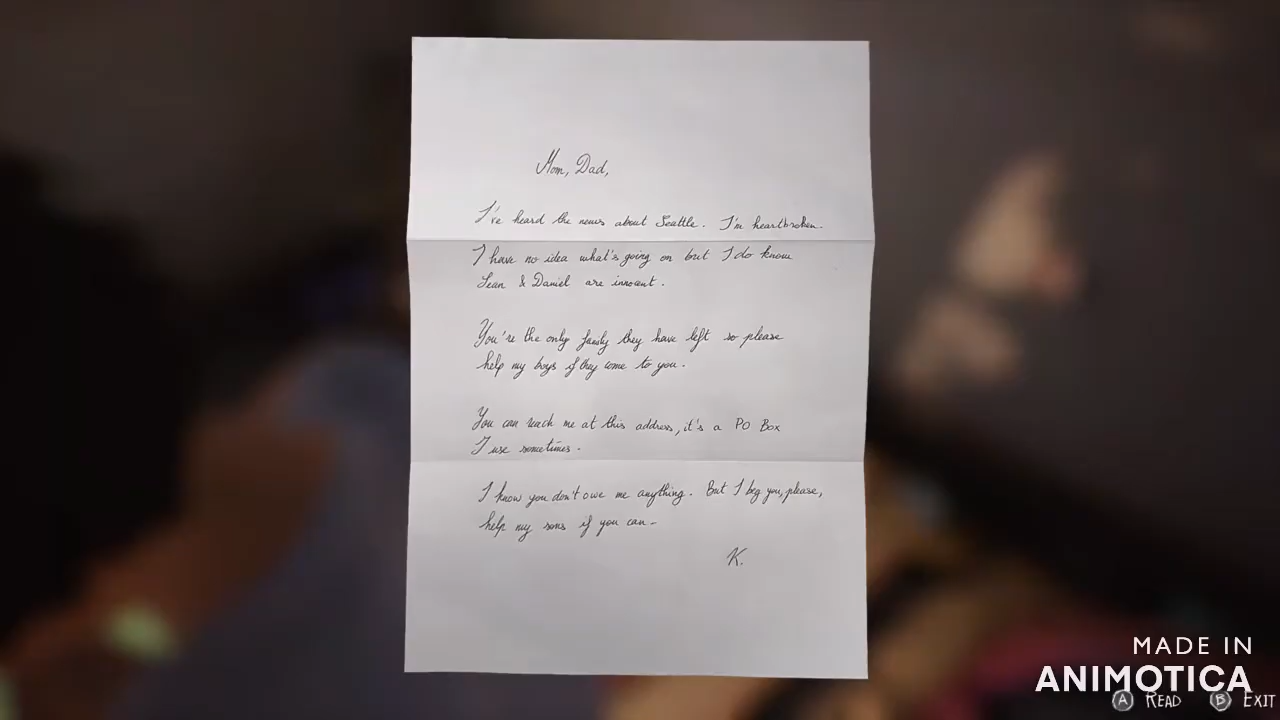 Mom, Dad,
I've heard the news about Seattle. I'm heartbroken.
I have no idea what's going on but I do know
Sean & Daniel are innocent.
You're the only family they have left so please
help my boys if they come to you.
You can reach me at this address, it's a PO Box
I use sometimes.
I know you don't owe me anything. But I beg you, please,
help my sons if you can-
K.
MADE IN
ANIMOTICA
A READ B EXIT